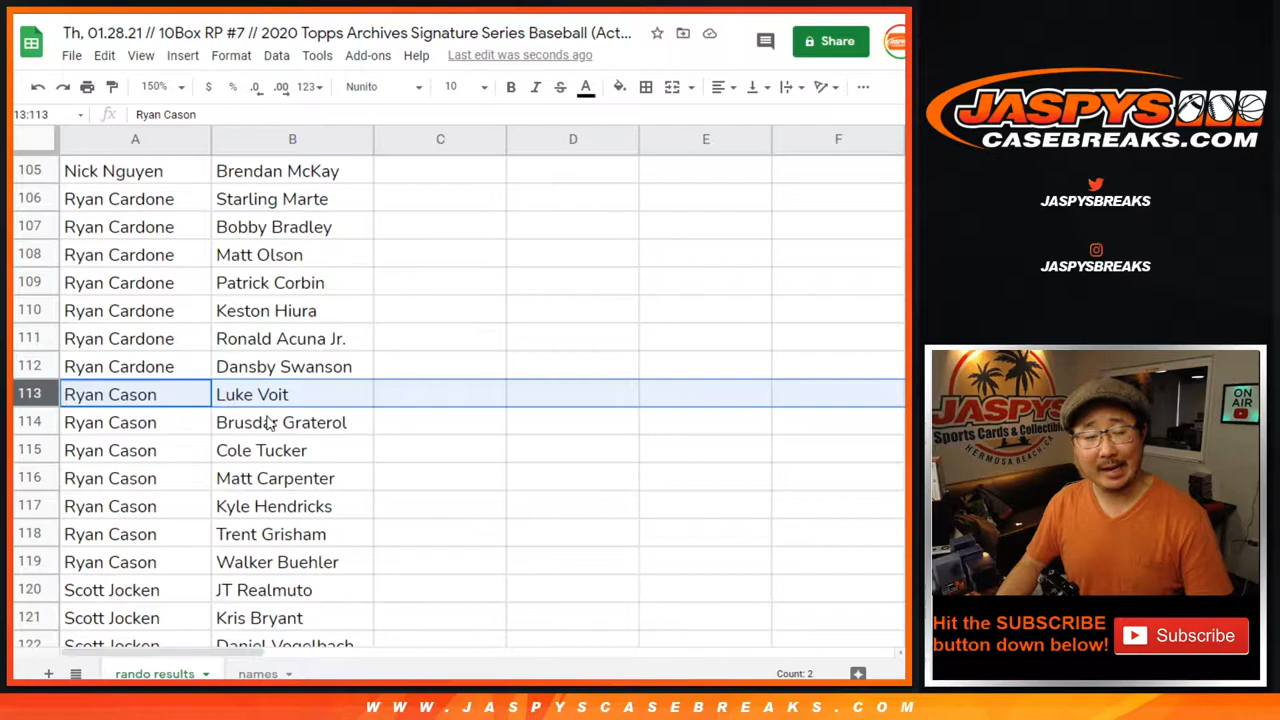 Th, 01.28.21 // 10Box RP #7 // 2020 Topps Archives Signature Series Baseball (Act...
File Edit View Insert Format Data Tools Add-ons Help Last edit was seconds ago
Share
150% $ % .0 .00 123 Nunito 10 B I S A ...
13:113 fx Ryan Cason
A B C D E F
105 Nick Nguyen Brendan McKay
106 Ryan Cardone Starling Marte
107 Ryan Cardone Bobby Bradley
108 Ryan Cardone Matt Olson
109 Ryan Cardone Patrick Corbin
110 Ryan Cardone Keston Hiura
111 Ryan Cardone Ronald Acuna Jr.
112 Ryan Cardone Dansby Swanson
113 Ryan Cason Luke Voit
114 Ryan Cason Brusdar Graterol
115 Ryan Cason Cole Tucker
116 Ryan Cason Matt Carpenter
117 Ryan Cason Kyle Hendricks
118 Ryan Cason Trent Grisham
119 Ryan Cason Walker Buehler
120 Scott Jocken JT Realmuto
121 Scott Jocken Kris Bryant
122 Scott Jocken Daniel Vogelbach
+ rando results names Count: 2
JASPYS
CASEBREAKS.COM
JASPYSBREAKS
JASPYSBREAKS
JASPYS
Sports Cards & Collectibles
HERMOSA BEACH, CA
ON
AIR
Hit the SUBSCRIBE
button down below!
Subscribe
WWW.JASPYSCASEBREAKS.COM